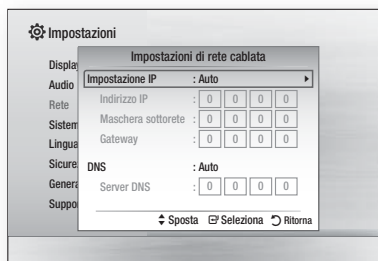 Impostazioni
Impostazioni di rete cablata
Display
Audio
Rete
Sistem
Lingua
Sicure
Genera
Suppo
Impostazione IP : Auto
Indirizzo IP : 0 0 0 0
Maschera sottorete : 0 0 0 0
Gateway : 0 0 0 0
DNS : Auto
Server DNS : 0 0 0 0
Sposta Seleziona Ritorna